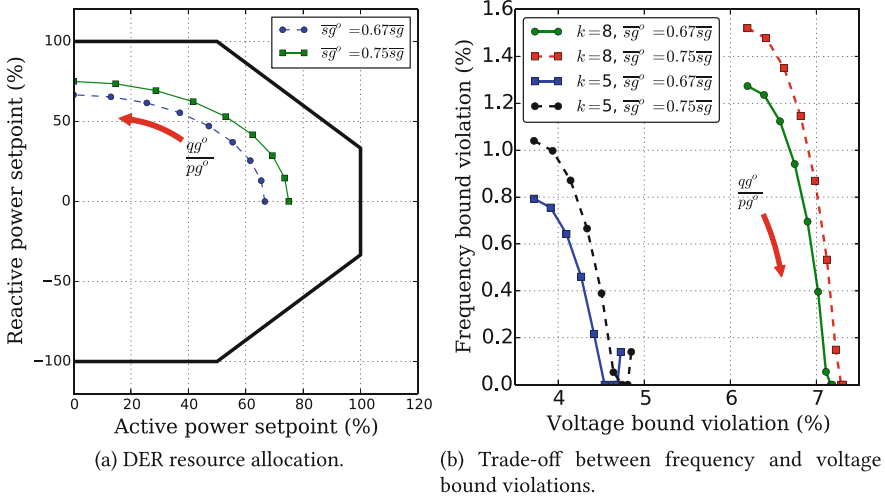 Reactive power setpoint (%)
100
50
0
−50
−100
0
20
40
60
80
100
120
Active power setpoint (%)
sg̅ᵒ = 0.67sg̅
sg̅ᵒ = 0.75sg̅
qgᵒ
pgᵒ
(a) DER resource allocation.
Frequency bound violation (%)
1.6
1.4
1.2
1.0
0.8
0.6
0.4
0.2
0.0
4
5
6
7
Voltage bound violation (%)
k = 8, sg̅ᵒ = 0.67sg̅
k = 8, sg̅ᵒ = 0.75sg̅
k = 5, sg̅ᵒ = 0.67sg̅
k = 5, sg̅ᵒ = 0.75sg̅
qgᵒ
pgᵒ
(b) Trade-off between frequency and voltage
bound violations.